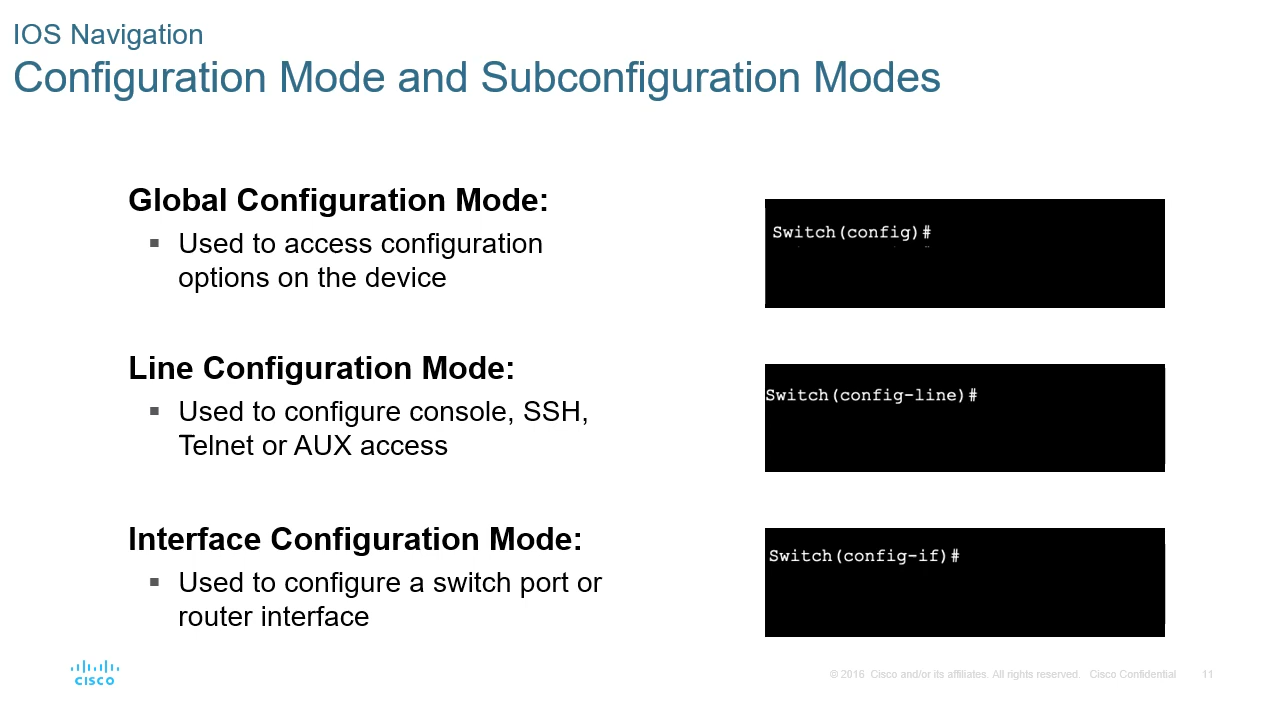 IOS Navigation
Configuration Mode and Subconfiguration Modes
Global Configuration Mode:
▪ Used to access configuration
options on the device
Switch(config)#
Line Configuration Mode:
▪ Used to configure console, SSH,
Telnet or AUX access
Switch(config-line)#
Interface Configuration Mode:
▪ Used to configure a switch port or
router interface
Switch(config-if)#
CISCO
© 2016 Cisco and/or its affiliates. All rights reserved. Cisco Confidential 11